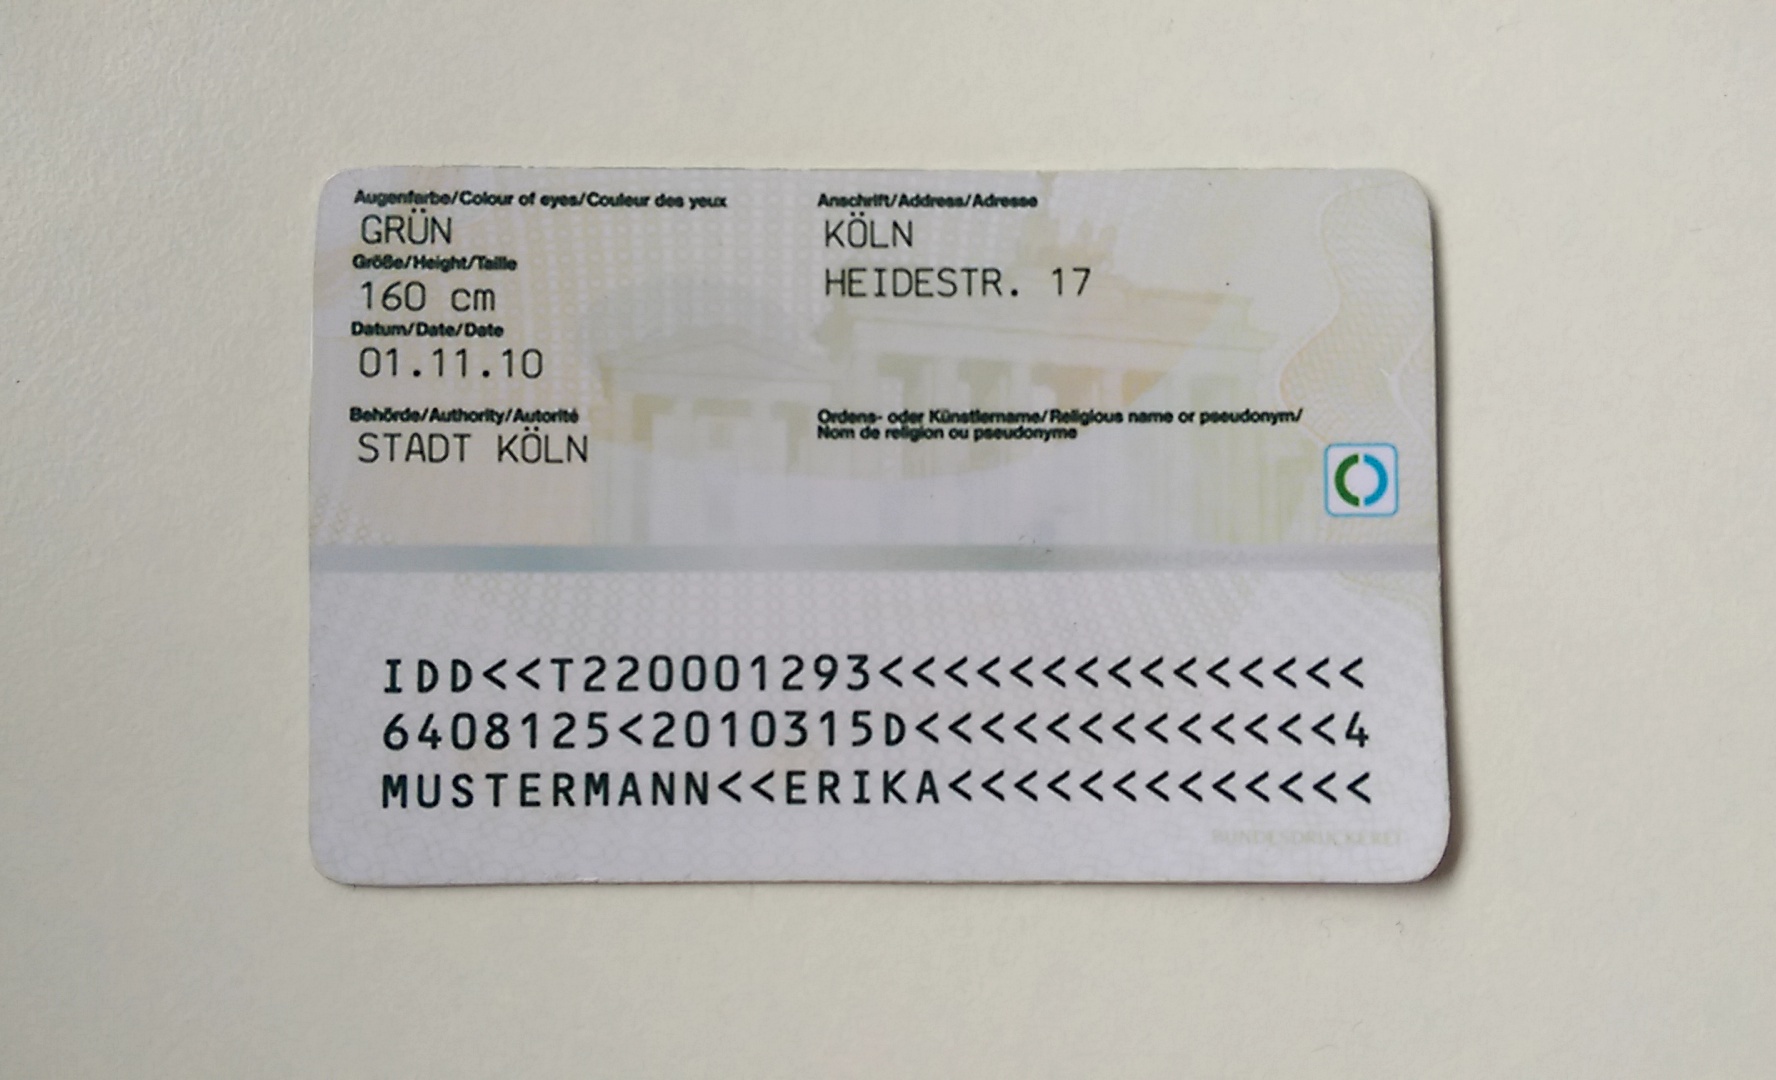 Augenfarbe/Colour of eyes/Couleur des yeux
GRÜN
Größe/Height/Taille
160 cm
Datum/Date/Date
01.11.10
Behörde/Authority/Autorité
STADT KÖLN
Anschrift/Address/Adresse
KÖLN
HEIDESTR. 17
Ordens- oder Künstlername/Religious name or pseudonym/
Nom de religion ou pseudonyme
IDD<<T220001293<<<<<<<<<<<<<<<
6408125<2010315D<<<<<<<<<<<<<4
MUSTERMANN<<ERIKA<<<<<<<<<<<<<
BUNDESDRUCKEREI